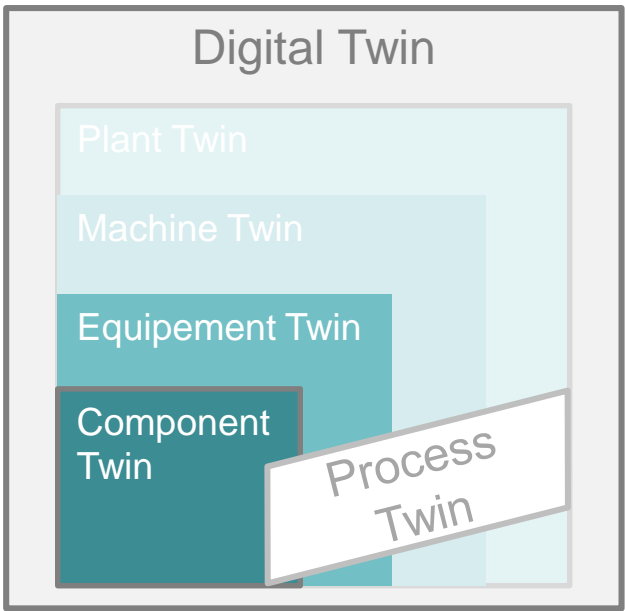 Digital Twin
Plant Twin
Machine Twin
Equipement Twin
Component
Twin
Process
Twin